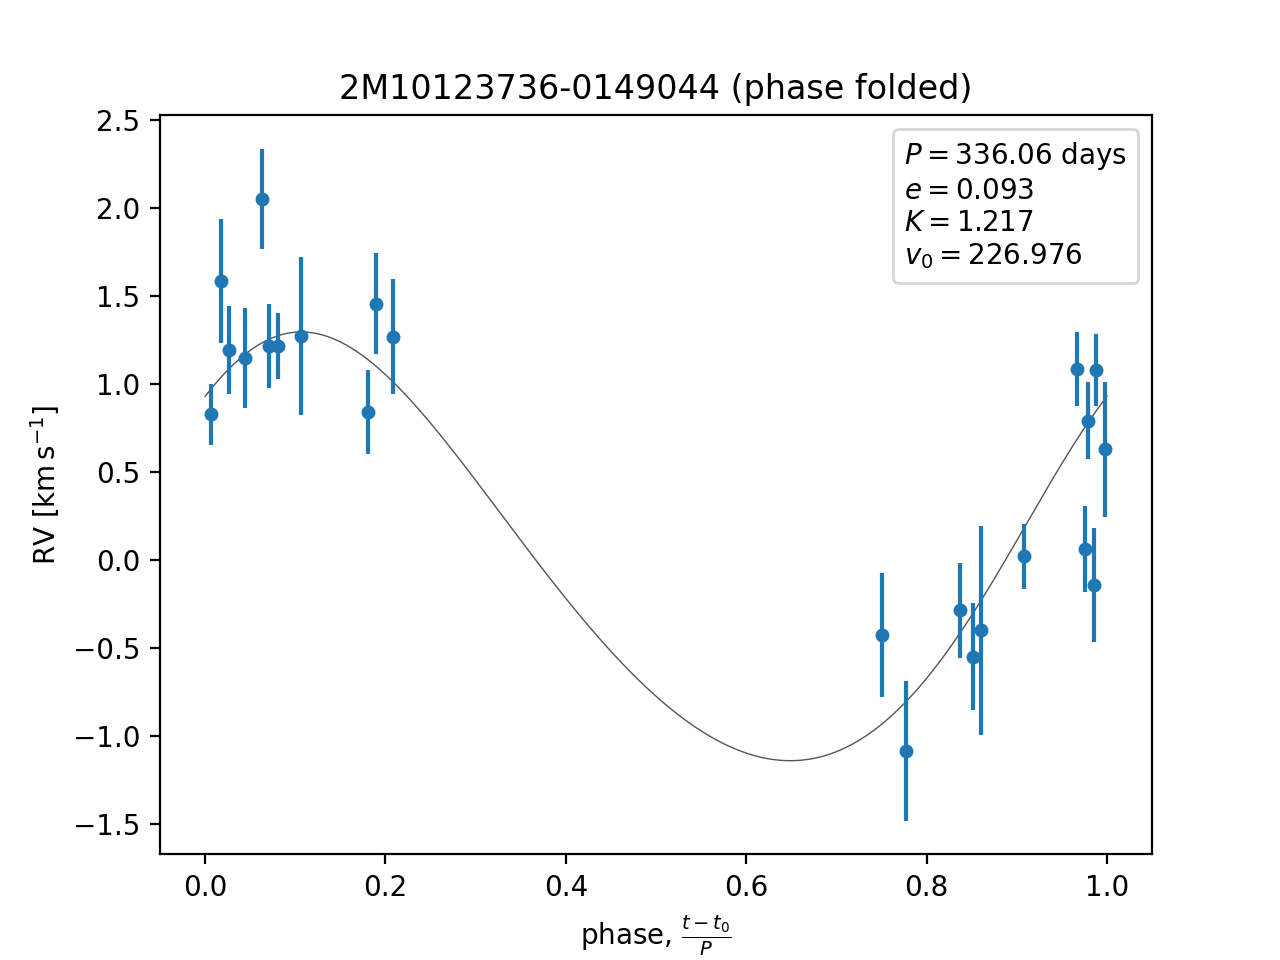 2M10123736-0149044 (phase folded)
P = 336.06 days
e = 0.093
K = 1.217
v₀ = 226.976
2.5
2.0
1.5
1.0
0.5
0.0
−0.5
−1.0
−1.5
RV [km s⁻¹]
0.0 0.2 0.4 0.6 0.8 1.0
phase, (t − t₀)/P